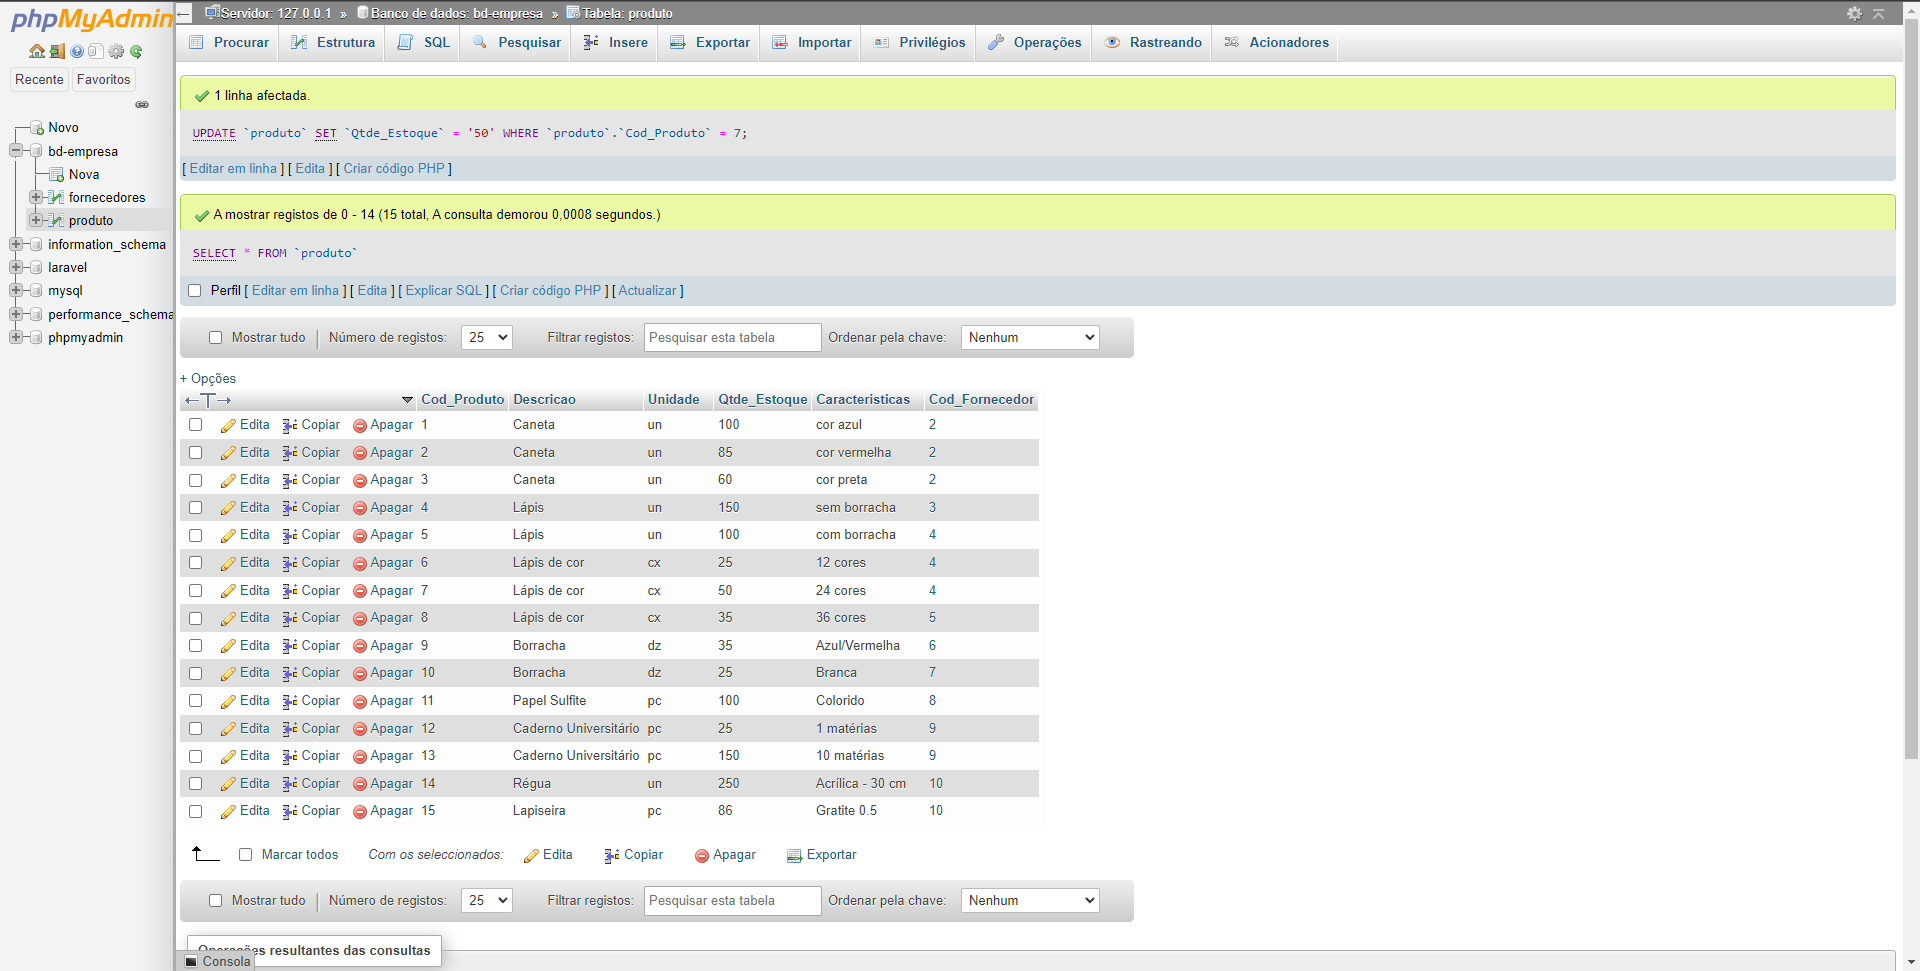 phpMyAdmin
Recente Favoritos
Novo
bd-empresa
Nova
fornecedores
produto
information_schema
laravel
mysql
performance_schema
phpmyadmin
Servidor: 127.0.0.1 » Banco de dados: bd-empresa » Tabela: produto
Procurar Estrutura SQL Pesquisar Insere Exportar Importar Privilégios Operações Rastreando Acionadores
1 linha afectada.
UPDATE `produto` SET `Qtde_Estoque` = '50' WHERE `produto`.`Cod_Produto` = 7;
[ Editar em linha ] [ Edita ] [ Criar código PHP ]
A mostrar registos de 0 - 14 (15 total, A consulta demorou 0,0008 segundos.)
SELECT * FROM `produto`
Perfil [ Editar em linha ] [ Edita ] [ Explicar SQL ] [ Criar código PHP ] [ Actualizar ]
Mostrar tudo Número de registos: 25 Filtrar registos: Pesquisar esta tabela Ordenar pela chave: Nenhum
+ Opções
←T→ Cod_Produto Descricao Unidade Qtde_Estoque Caracteristicas Cod_Fornecedor
Edita Copiar Apagar 1 Caneta un 100 cor azul 2
Edita Copiar Apagar 2 Caneta un 85 cor vermelha 2
Edita Copiar Apagar 3 Caneta un 60 cor preta 2
Edita Copiar Apagar 4 Lápis un 150 sem borracha 3
Edita Copiar Apagar 5 Lápis un 100 com borracha 4
Edita Copiar Apagar 6 Lápis de cor cx 25 12 cores 4
Edita Copiar Apagar 7 Lápis de cor cx 50 24 cores 4
Edita Copiar Apagar 8 Lápis de cor cx 35 36 cores 5
Edita Copiar Apagar 9 Borracha dz 35 Azul/Vermelha 6
Edita Copiar Apagar 10 Borracha dz 25 Branca 7
Edita Copiar Apagar 11 Papel Sulfite pc 100 Colorido 8
Edita Copiar Apagar 12 Caderno Universitário pc 25 1 matérias 9
Edita Copiar Apagar 13 Caderno Universitário pc 150 10 matérias 9
Edita Copiar Apagar 14 Régua un 250 Acrílica - 30 cm 10
Edita Copiar Apagar 15 Lapiseira pc 86 Gratite 0.5 10
Marcar todos Com os seleccionados: Edita Copiar Apagar Exportar
Mostrar tudo Número de registos: 25 Filtrar registos: Pesquisar esta tabela Ordenar pela chave: Nenhum
Operações resultantes das consultas
Consola